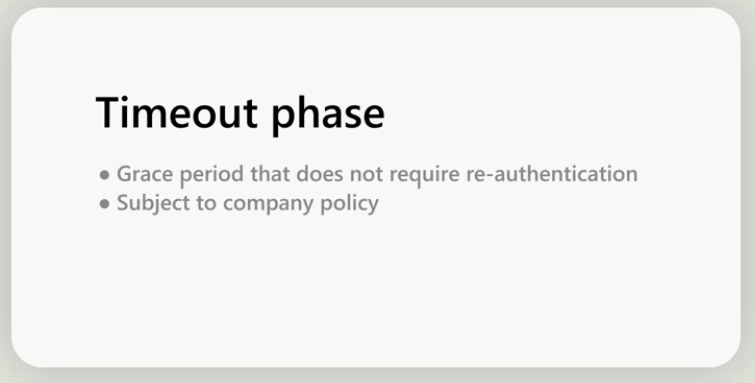 Timeout phase
● Grace period that does not require re-authentication
● Subject to company policy